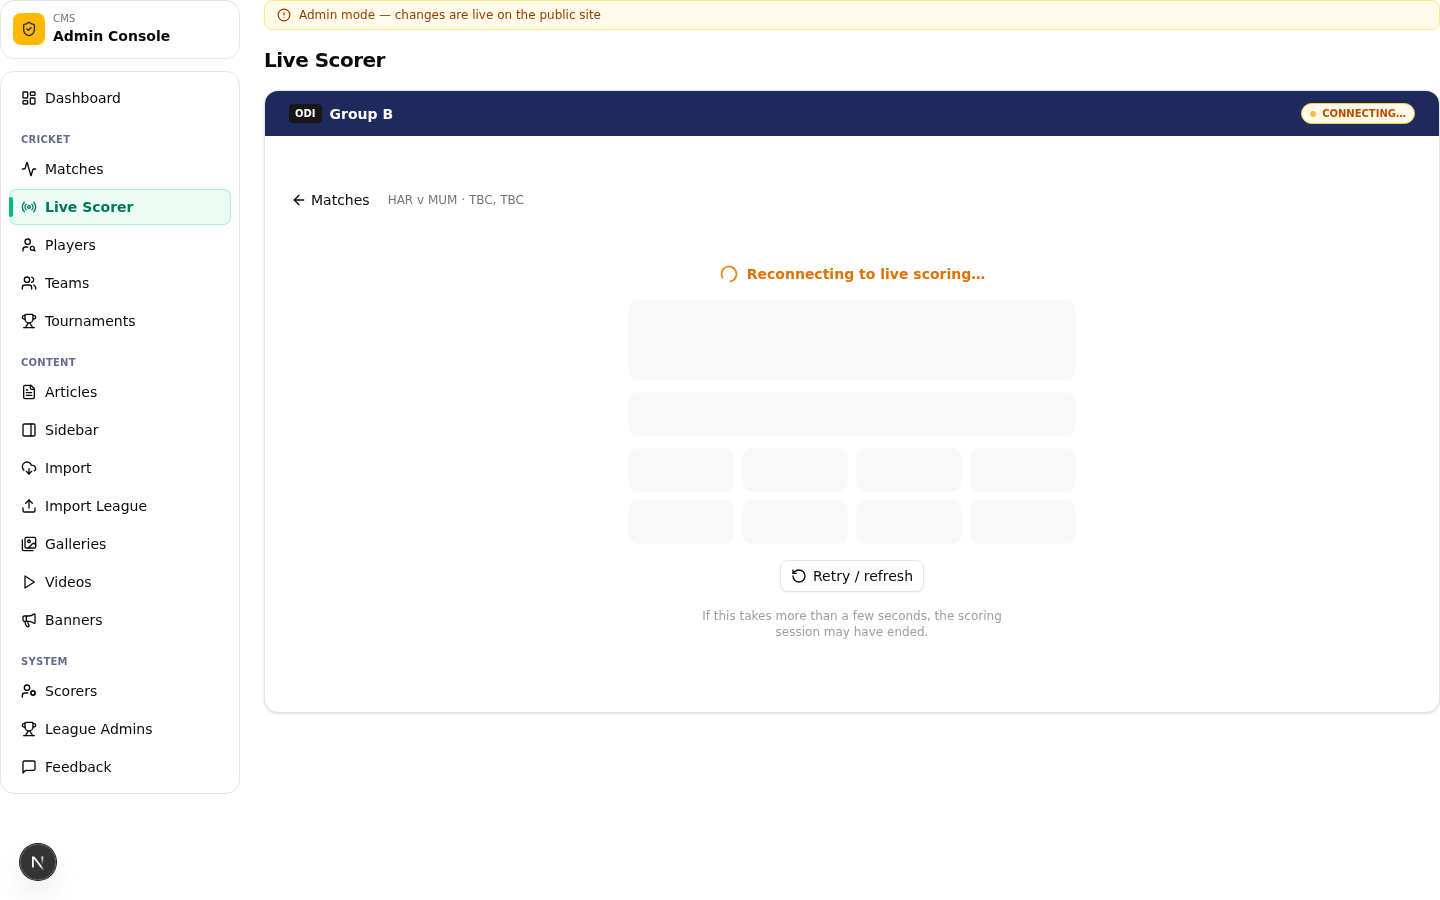 CMS
Admin Console
Dashboard
CRICKET
Matches
Live Scorer
Players
Teams
Tournaments
CONTENT
Articles
Sidebar
Import
Import League
Galleries
Videos
Banners
SYSTEM
Scorers
League Admins
Feedback
N
Admin mode — changes are live on the public site
Live Scorer
ODI Group B
CONNECTING...
Matches HAR v MUM · TBC, TBC
Reconnecting to live scoring...
Retry / refresh
If this takes more than a few seconds, the scoring
session may have ended.